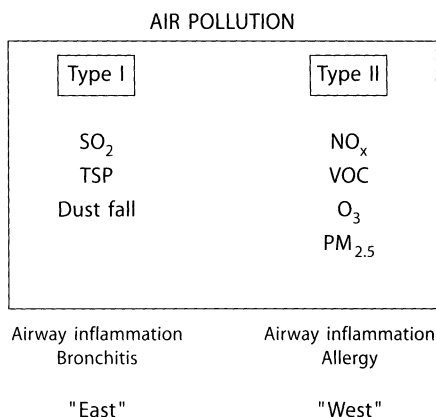 AIR POLLUTION
Type I
SO₂
TSP
Dust fall
Airway inflammation
Bronchitis
"East"
Type II
NOₓ
VOC
O₃
PM₂.₅
Airway inflammation
Allergy
"West"